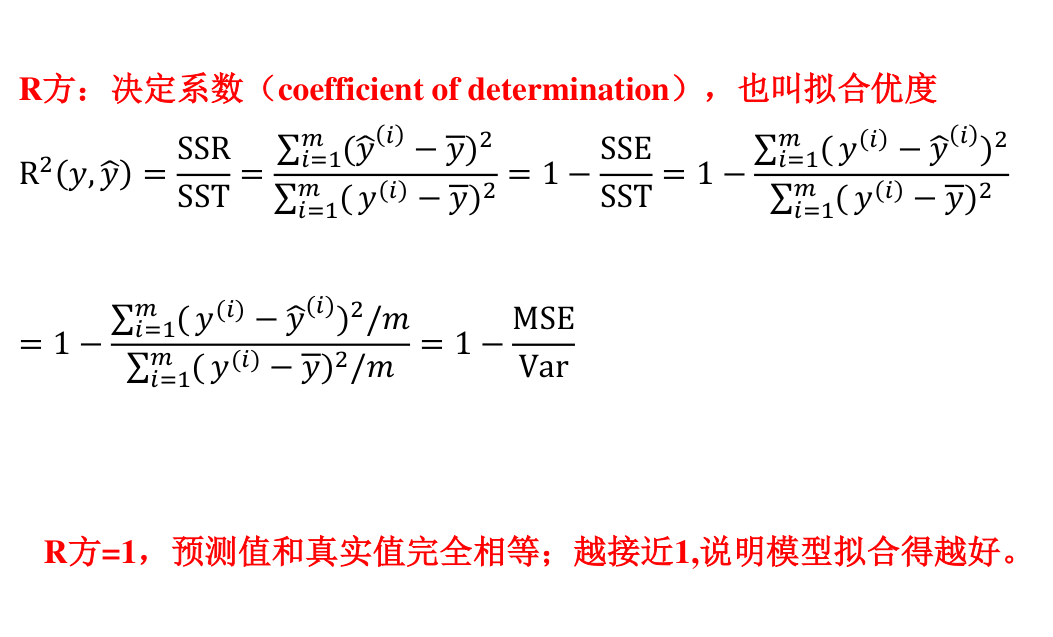 R方：决定系数（coefficient of determination），也叫拟合优度
R²(y, ŷ) = SSR/SST = ∑ᵢ₌₁ᵐ(ŷ⁽ⁱ⁾ − y̅)² / ∑ᵢ₌₁ᵐ(y⁽ⁱ⁾ − y̅)² = 1 − SSE/SST = 1 − ∑ᵢ₌₁ᵐ(y⁽ⁱ⁾ − ŷ⁽ⁱ⁾)² / ∑ᵢ₌₁ᵐ(y⁽ⁱ⁾ − y̅)²
= 1 − ∑ᵢ₌₁ᵐ(y⁽ⁱ⁾ − ŷ⁽ⁱ⁾)²/m / ∑ᵢ₌₁ᵐ(y⁽ⁱ⁾ − y̅)²/m = 1 − MSE/Var
R方=1，预测值和真实值完全相等；越接近1,说明模型拟合得越好。